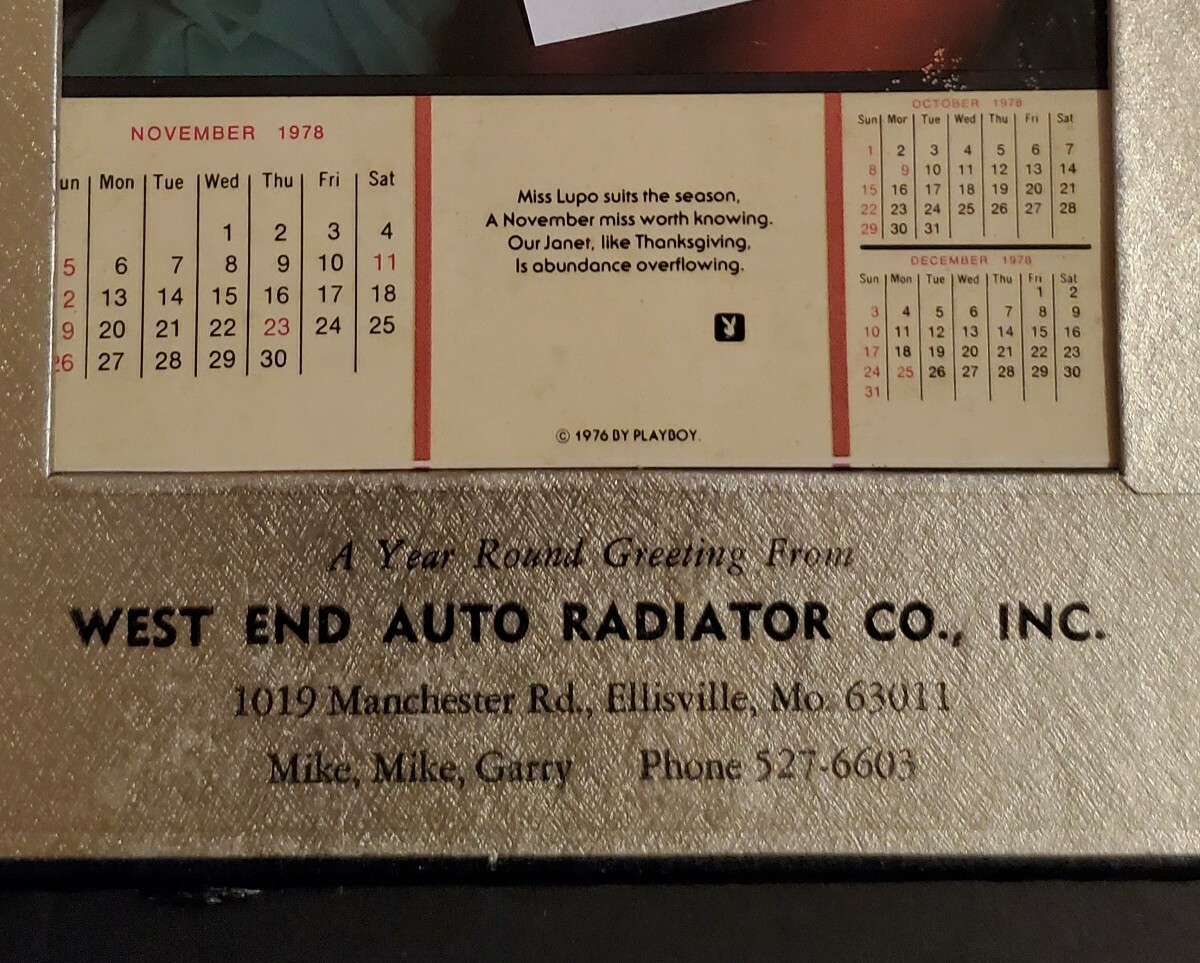 NOVEMBER 1978
un Mon Tue Wed Thu Fri Sat
1 2 3 4
5 6 7 8 9 10 11
2 13 14 15 16 17 18
9 20 21 22 23 24 25
26 27 28 29 30
Miss Lupo suits the season,
A November miss worth knowing.
Our Janet, like Thanksgiving,
Is abundance overflowing.
© 1976 BY PLAYBOY.
OCTOBER 1978
Sun Mor Tue Wed Thu Fri Sat
1 2 3 4 5 6 7
8 9 10 11 12 13 14
15 16 17 18 19 20 21
22 23 24 25 26 27 28
29 30 31
DECEMBER 1978
Sun Mon Tue Wed Thu Fri Sat
1 2
3 4 5 6 7 8 9
10 11 12 13 14 15 16
17 18 19 20 21 22 23
24 25 26 27 28 29 30
31
A Year Round Greeting From
WEST END AUTO RADIATOR CO., INC.
1019 Manchester Rd., Ellisville, Mo. 63011
Mike, Mike, Garry Phone 527-6603